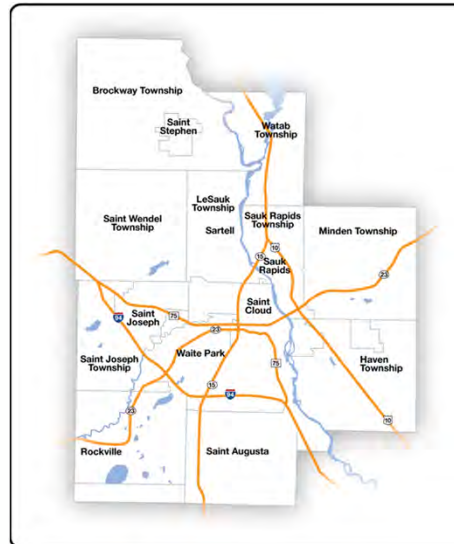 Brockway Township
Saint
Stephen
Watab
Township
LeSauk
Township
Sartell
Saint Wendel
Township
Sauk Rapids
Township
Minden Township
10
15
Sauk
Rapids
23
Saint
Cloud
Saint
Joseph
94
75
23
Waite Park
Saint Joseph
Township
75
Haven
Township
15
94
23
10
Rockville
Saint Augusta